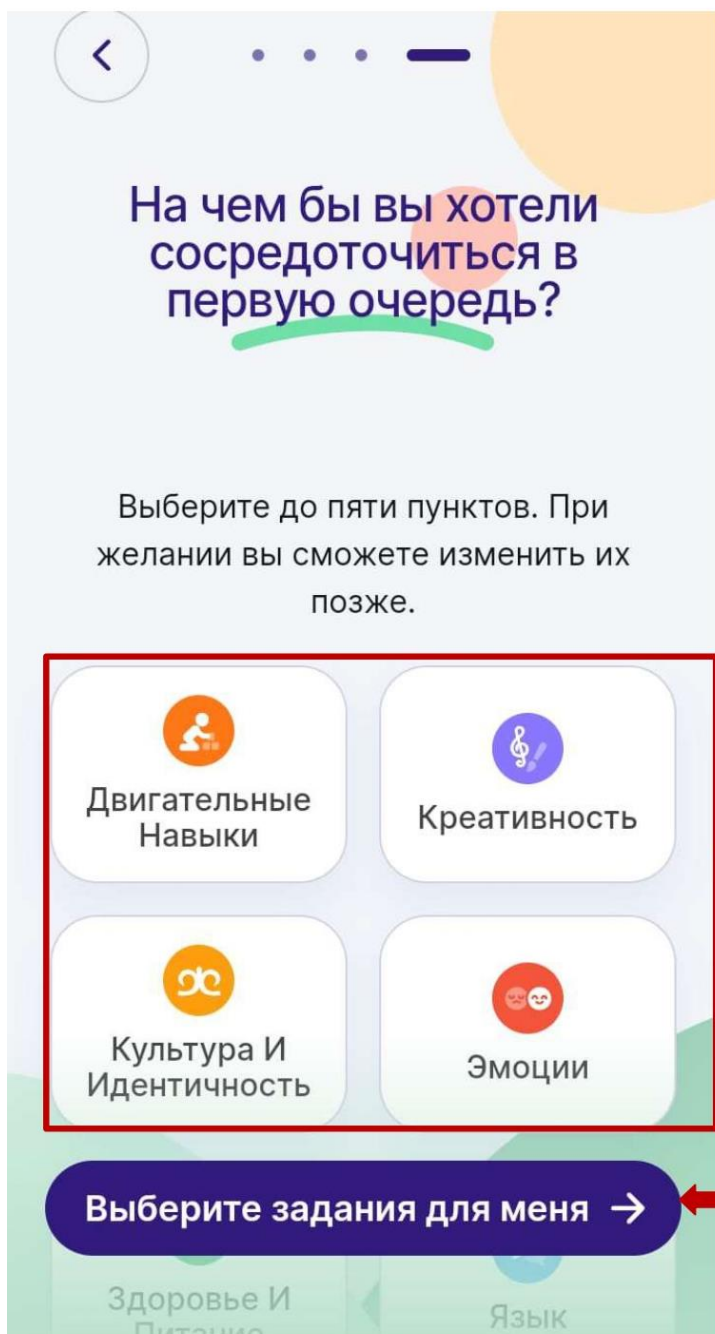 На чем бы вы хотели
сосредоточиться в
первую очередь?
Выберите до пяти пунктов. При
желании вы сможете изменить их
позже.
Двигательные
Навыки
Креативность
Культура И
Идентичность
Эмоции
Выберите задания для меня
Здоровье И
Питание
Язык